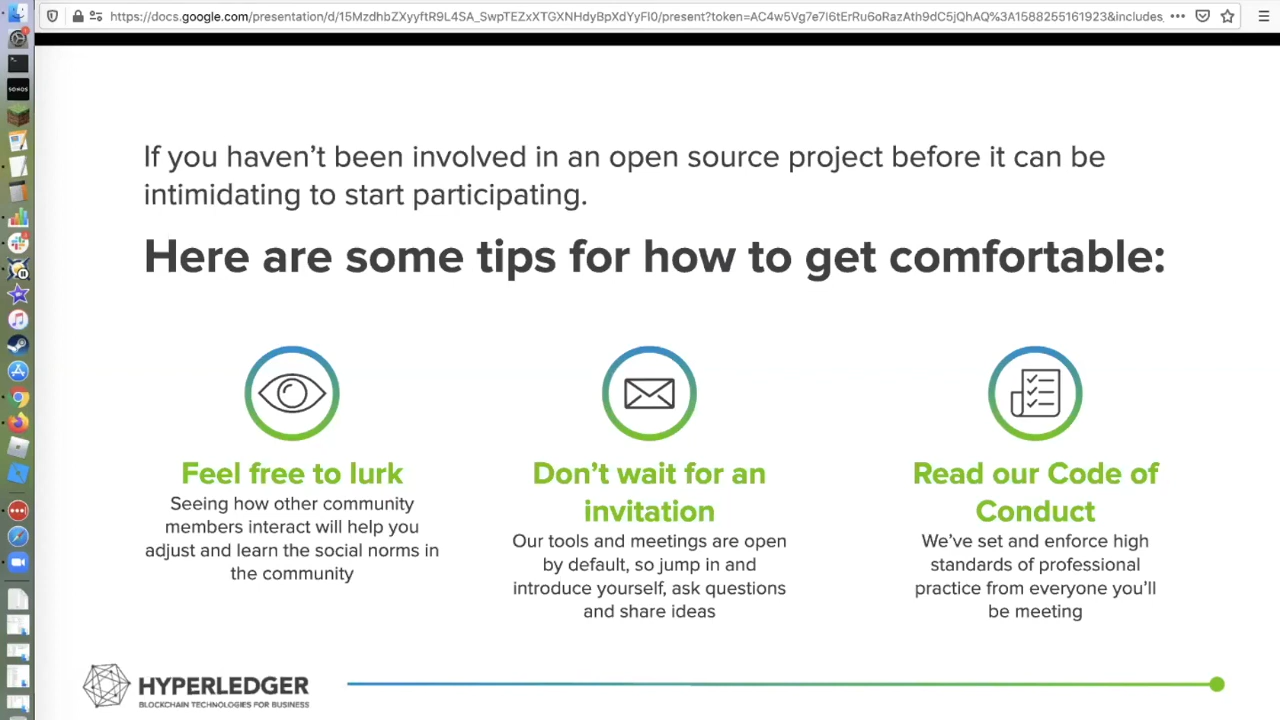 https://docs.google.com/presentation/d/15MzdhbZXyyftR9L4SA_SwpTEZxXTGXNHdyBpXdYyFl0/present?token=AC4w5Vg7e7I6tErRu6oRazAth9dC5jQhAQ%3A1588255161923&includes_
SONOS
If you haven’t been involved in an open source project before it can be
intimidating to start participating.
Here are some tips for how to get comfortable:
Feel free to lurk
Seeing how other community
members interact will help you
adjust and learn the social norms in
the community
Don’t wait for an
invitation
Our tools and meetings are open
by default, so jump in and
introduce yourself, ask questions
and share ideas
Read our Code of
Conduct
We’ve set and enforce high
standards of professional
practice from everyone you’ll
be meeting
HYPERLEDGER
BLOCKCHAIN TECHNOLOGIES FOR BUSINESS